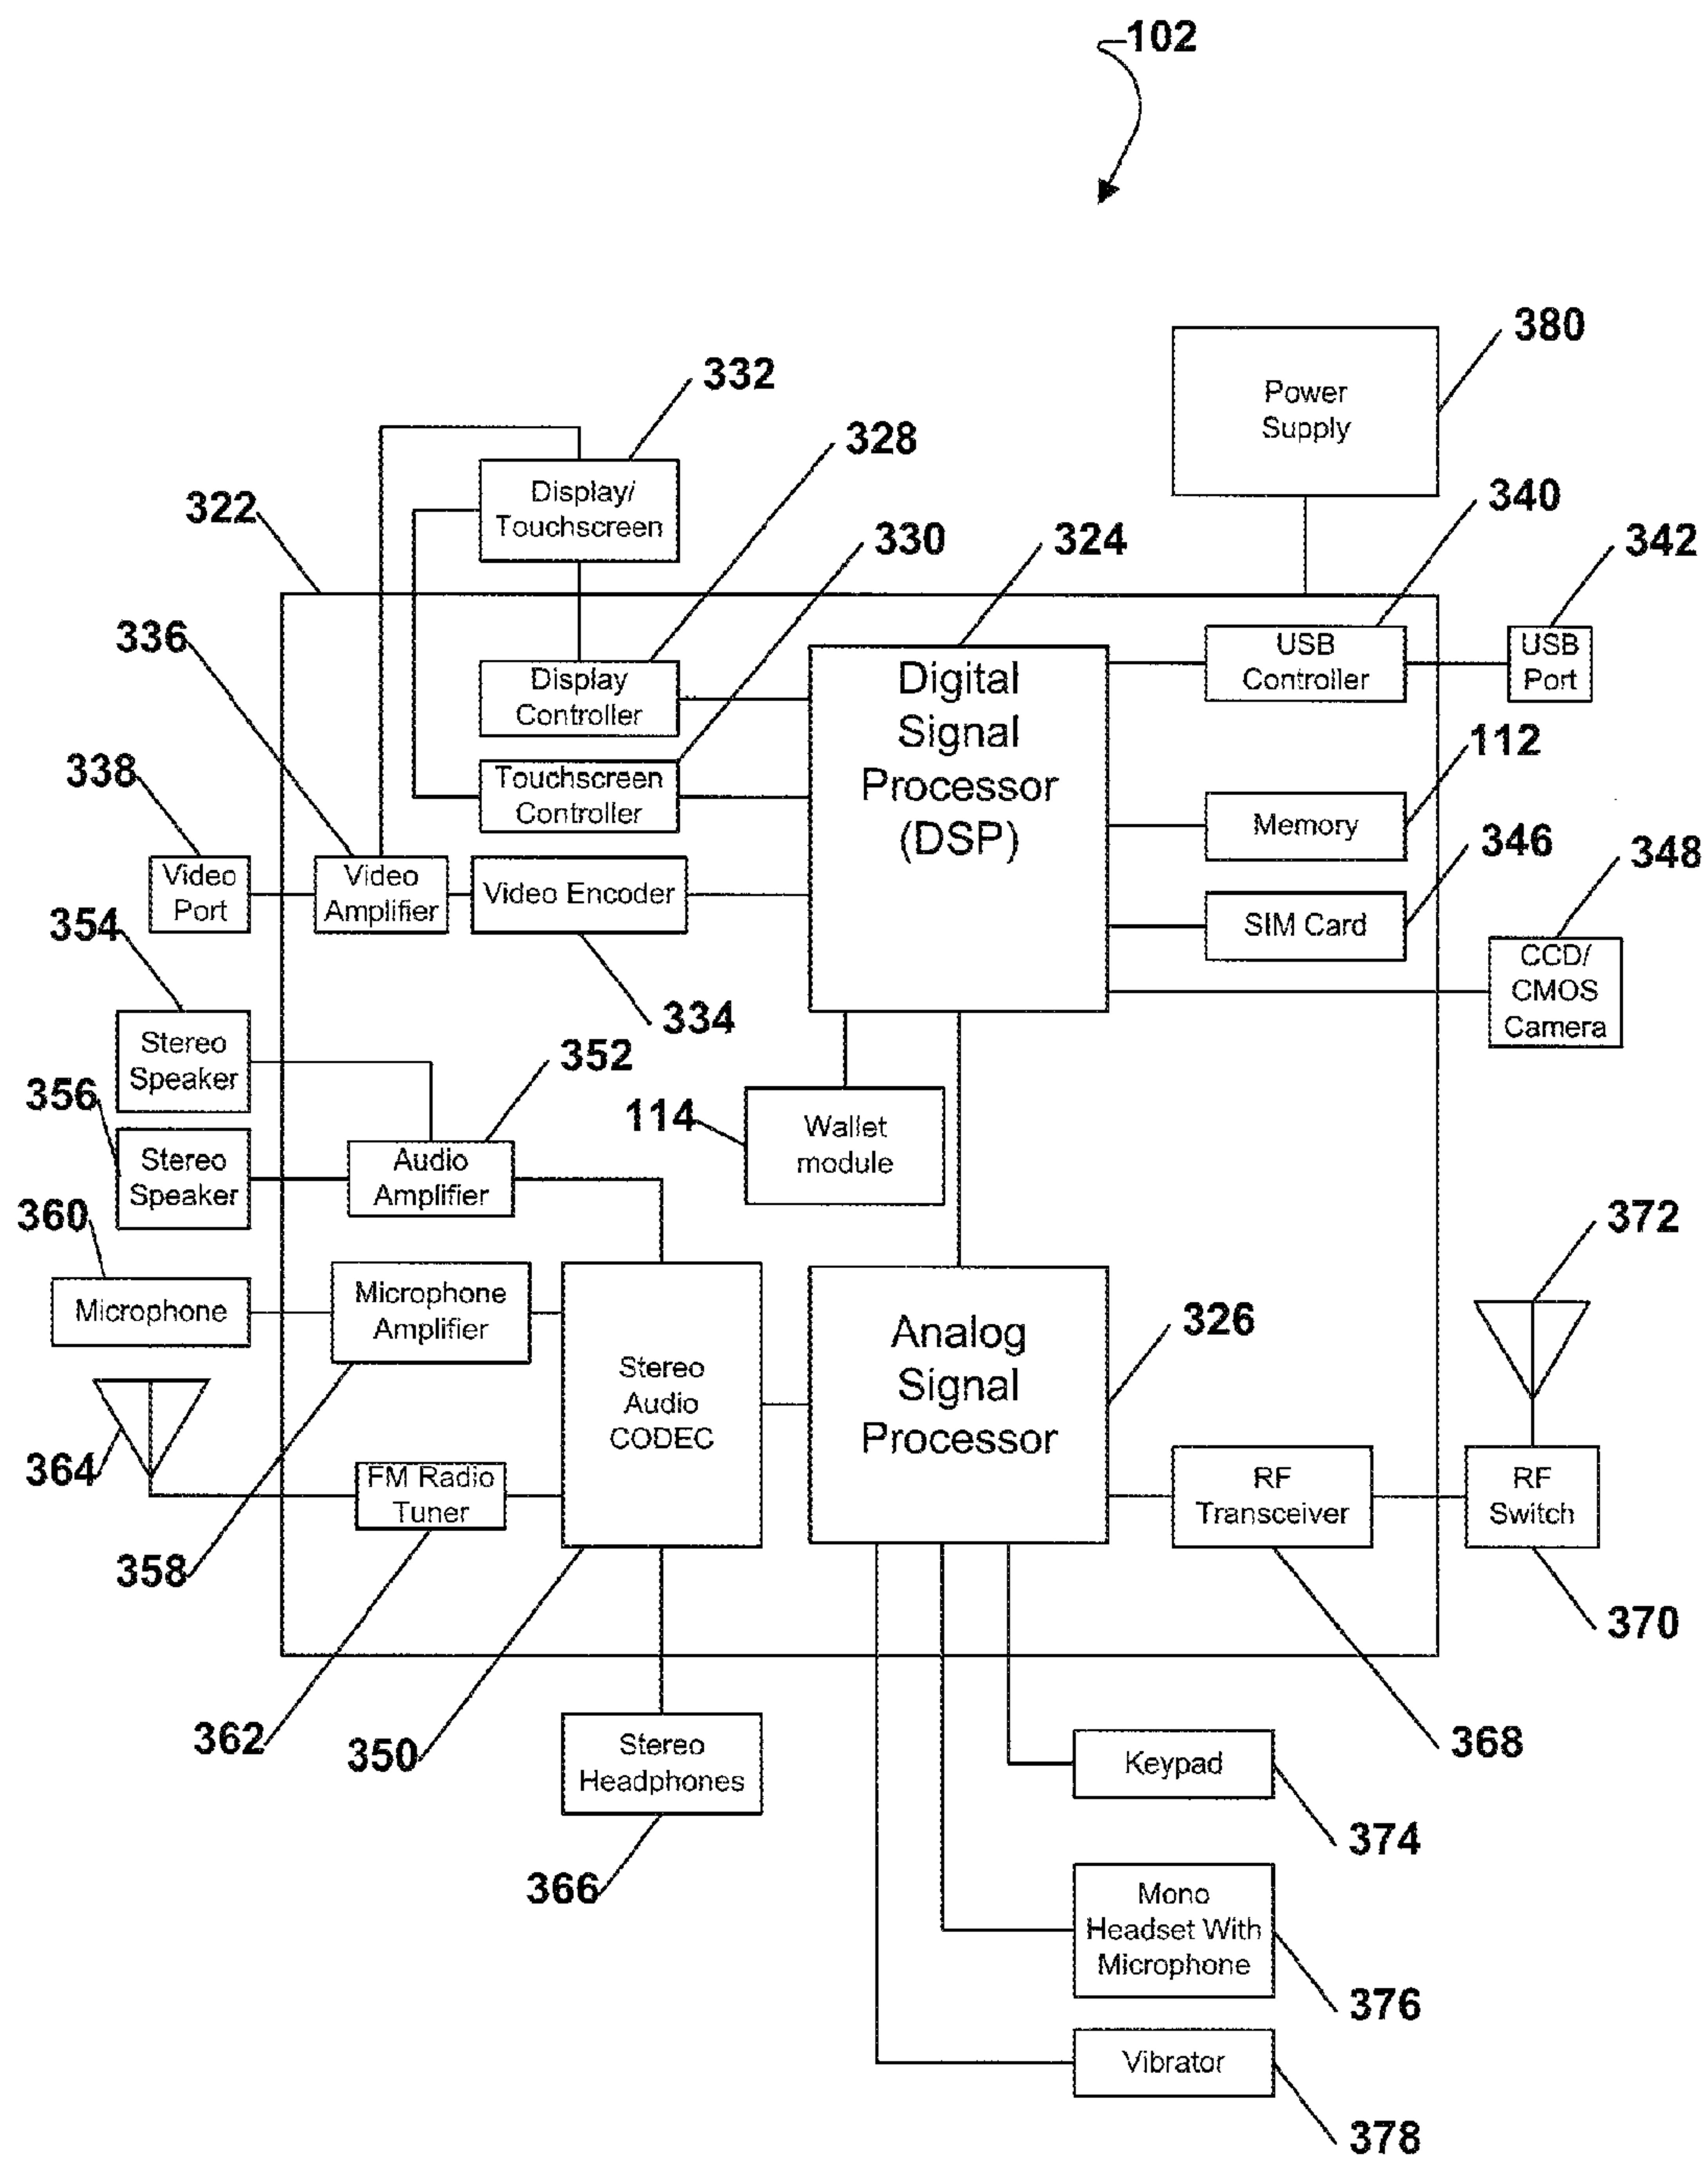 102
380
Power
Supply
332
328
322
Display/
Touchscreen
330
324
340
342
336
Display
Controller
Digital
Signal
Processor
(DSP)
USB
Controller
USB
Port
338
Touchscreen
Controller
112
Memory
346
348
Video
Port
Video
Amplifier
Video Encoder
SIM Card
354
334
CCD/
CMOS
Camera
Stereo
Speaker
352
356
114
Wallet
module
Stereo
Speaker
Audio
Amplifier
360
372
Microphone
Microphone
Amplifier
Stereo
Audio
CODEC
Analog
Signal
Processor
326
364
FM Radio
Tuner
RF
Transceiver
RF
Switch
358
370
362
350
Stereo
Headphones
368
Keypad
374
366
Mono
Headset With
Microphone
376
Vibrator
378